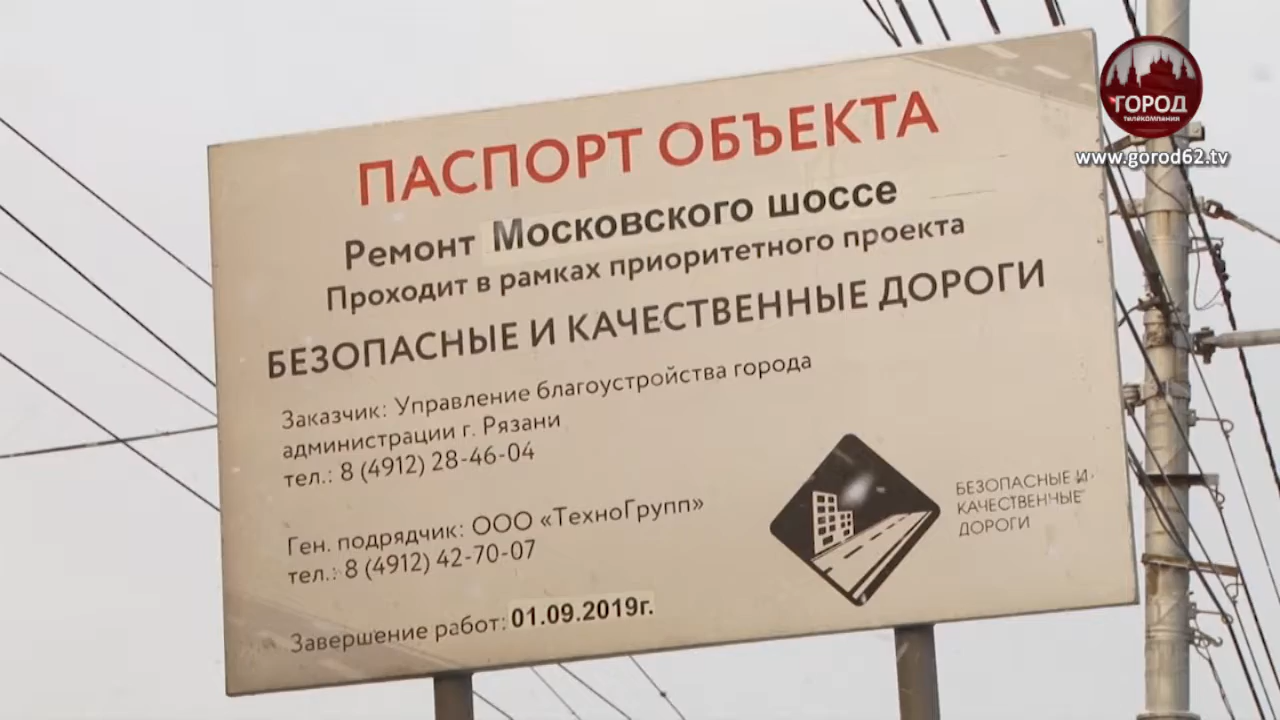 ГОРОД
ТЕЛЕКОМПАНИЯ
www.gorod62.tv
ПАСПОРТ ОБЪЕКТА
Ремонт Московского шоссе
Проходит в рамках приоритетного проекта
БЕЗОПАСНЫЕ И КАЧЕСТВЕННЫЕ ДОРОГИ
Заказчик: Управление благоустройства города
администрации г. Рязани
тел.: 8 (4912) 28-46-04
Ген. подрядчик: ООО «ТехноГрупп»
тел.: 8 (4912) 42-70-07
Завершение работ: 01.09.2019г.
БЕЗОПАСНЫЕ И
КАЧЕСТВЕННЫЕ
ДОРОГИ